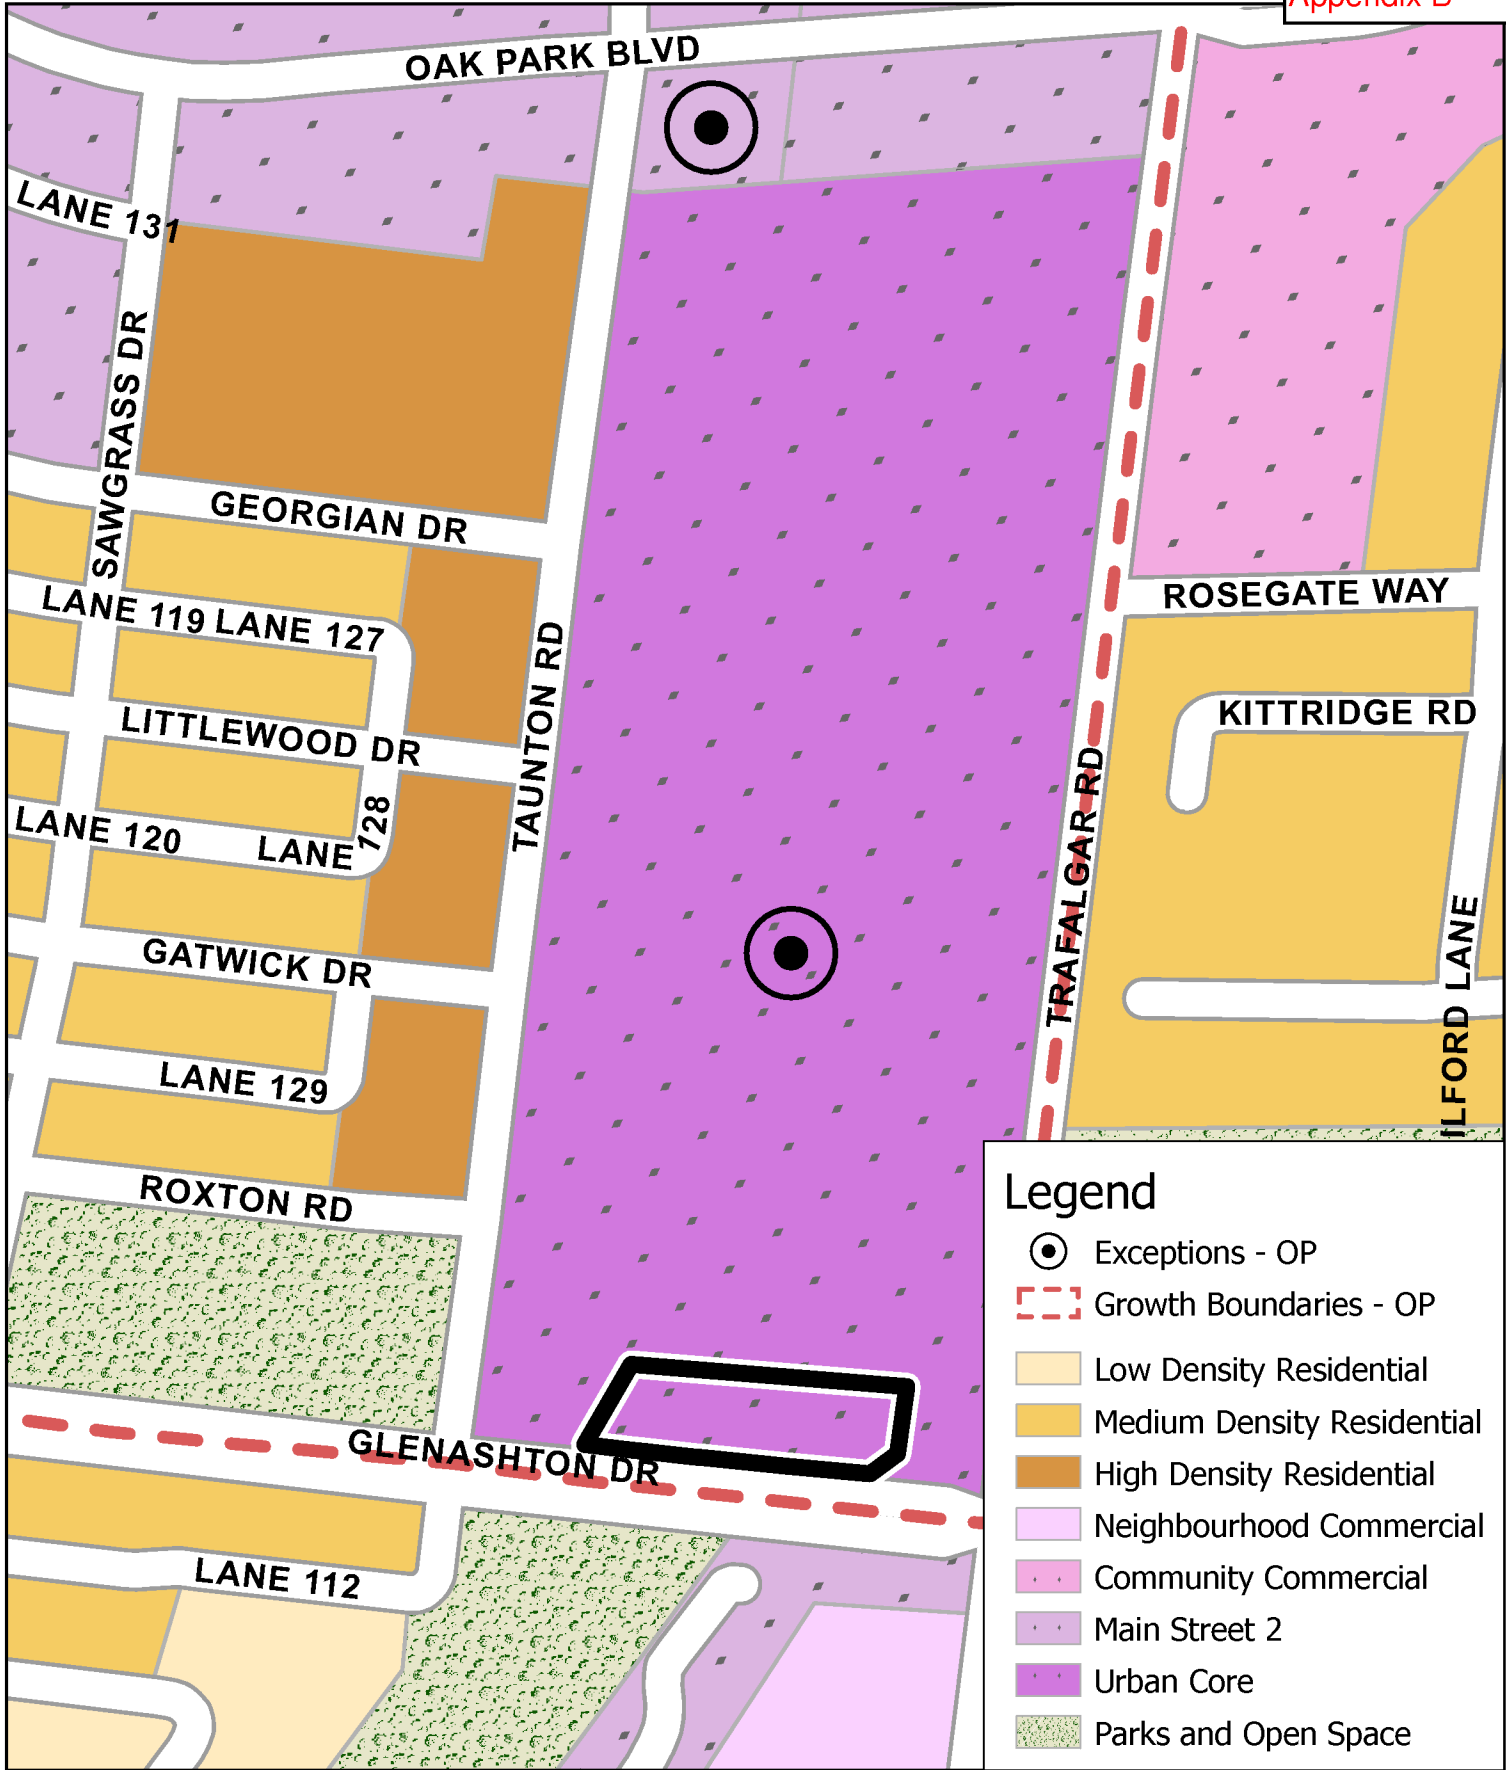 Appendix B
OAK PARK BLVD
LANE 131
SAWGRASS DR
GEORGIAN DR
ROSEGATE WAY
LANE 119
LANE 127
TAUNTON RD
KITTRIDGE RD
LITTLEWOOD DR
TRAFALGAR RD
LANE 120
LANE 128
ILFORD LANE
GATWICK DR
LANE 129
ROXTON RD
GLENASHTON DR
LANE 112
Legend
Exceptions - OP
Growth Boundaries - OP
Low Density Residential
Medium Density Residential
High Density Residential
Neighbourhood Commercial
Community Commercial
Main Street 2
Urban Core
Parks and Open Space